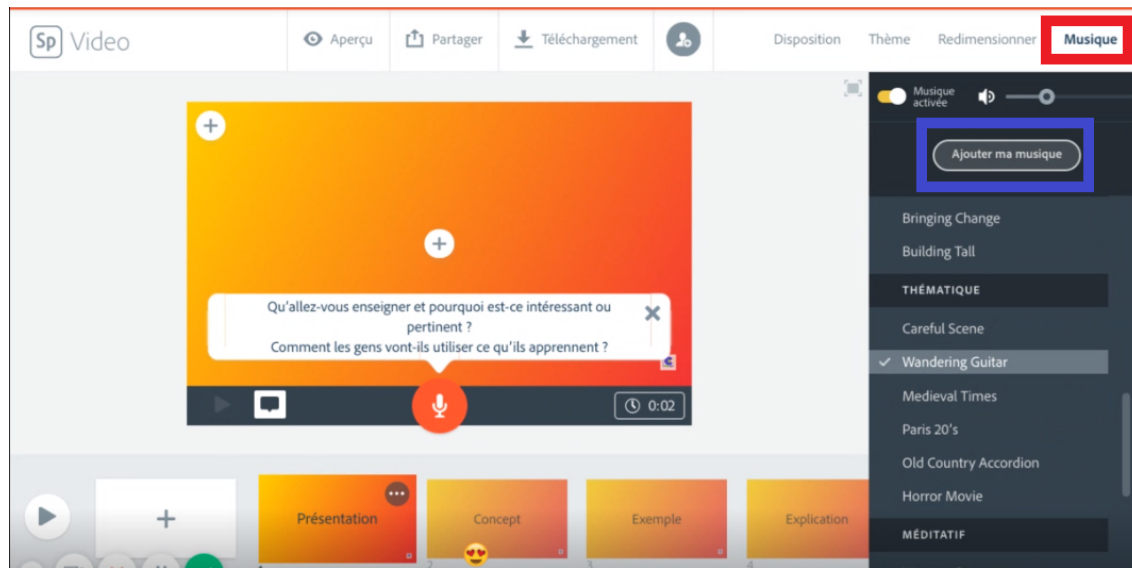 Sp Video
Aperçu
Partager
Téléchargement
Disposition
Thème
Redimensionner
Musique
Musique
activée
Ajouter ma musique
Bringing Change
Building Tall
THÉMATIQUE
Careful Scene
Wandering Guitar
Medieval Times
Paris 20's
Old Country Accordion
Horror Movie
MÉDITATIF
Qu'allez-vous enseigner et pourquoi est-ce intéressant ou
pertinent ?
Comment les gens vont-ils utiliser ce qu'ils apprennent ?
0:02
Présentation
Concept
Exemple
Explication
2
3
4